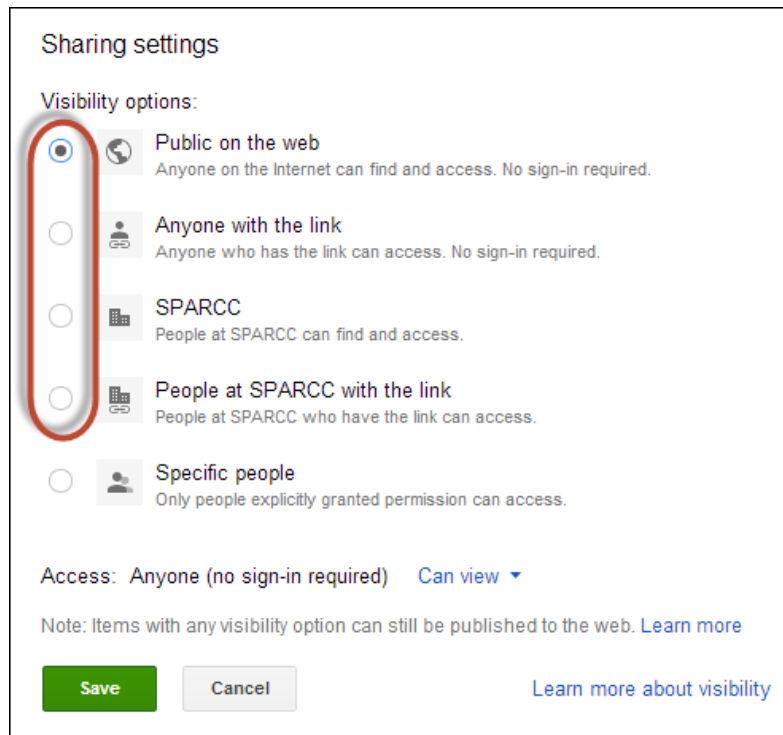 Sharing settings
Visibility options:
Public on the web
Anyone on the Internet can find and access. No sign-in required.
Anyone with the link
Anyone who has the link can access. No sign-in required.
SPARCC
People at SPARCC can find and access.
People at SPARCC with the link
People at SPARCC who have the link can access.
Specific people
Only people explicitly granted permission can access.
Access: Anyone (no sign-in required) Can view
Note: Items with any visibility option can still be published to the web. Learn more
Save Cancel Learn more about visibility